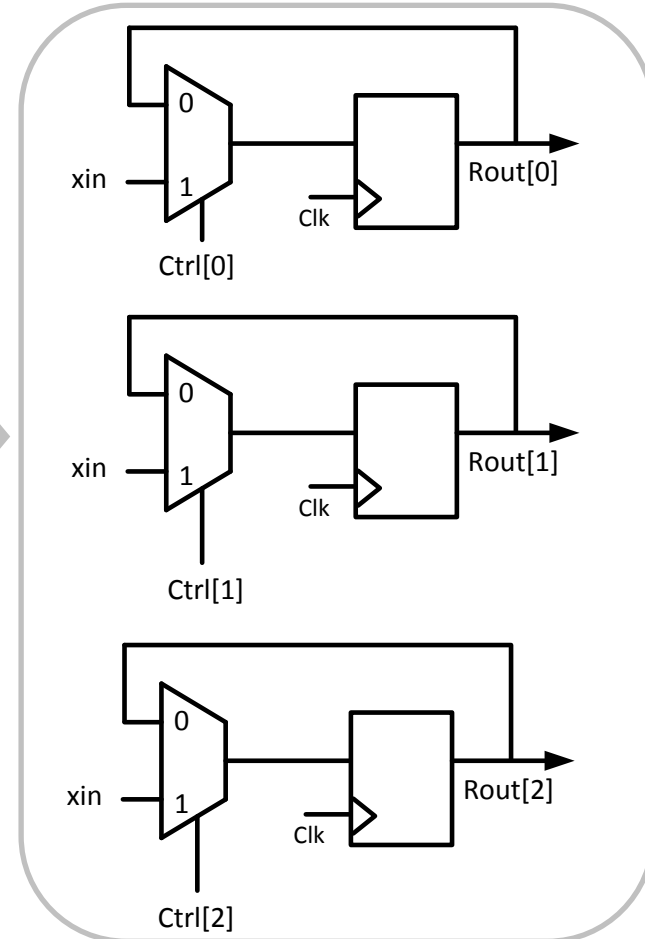 0
xin
1
Rout[0]
Clk
Ctrl[0]
0
xin
1
Rout[1]
Clk
Ctrl[1]
0
xin
1
Rout[2]
Clk
Ctrl[2]